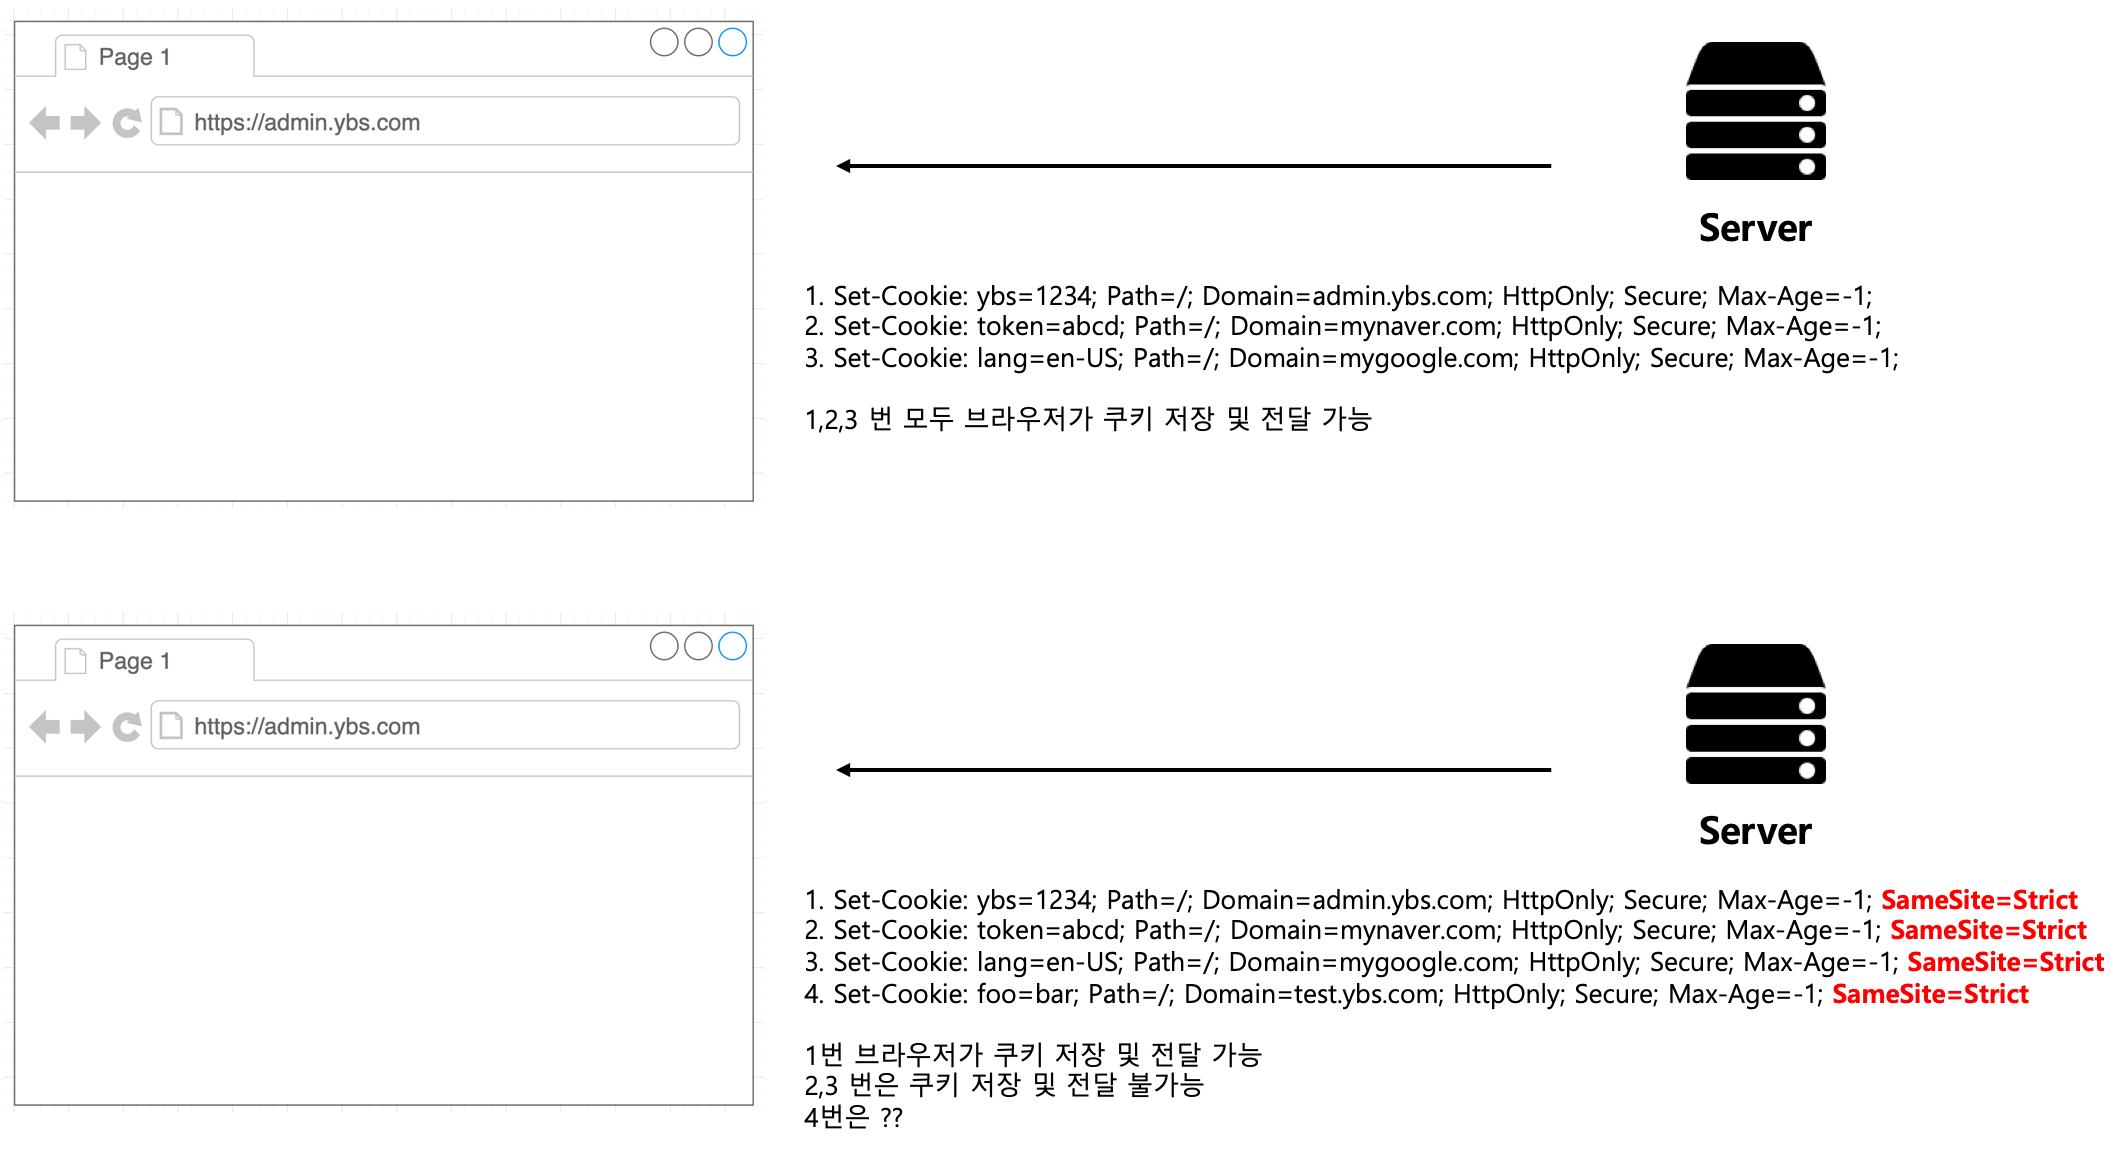 Page 1
https://admin.ybs.com
Server
1. Set-Cookie: ybs=1234; Path=/; Domain=admin.ybs.com; HttpOnly; Secure; Max-Age=-1;
2. Set-Cookie: token=abcd; Path=/; Domain=mynaver.com; HttpOnly; Secure; Max-Age=-1;
3. Set-Cookie: lang=en-US; Path=/; Domain=mygoogle.com; HttpOnly; Secure; Max-Age=-1;
1,2,3 번 모두 브라우저가 쿠키 저장 및 전달 가능
Page 1
https://admin.ybs.com
Server
1. Set-Cookie: ybs=1234; Path=/; Domain=admin.ybs.com; HttpOnly; Secure; Max-Age=-1; SameSite=Strict
2. Set-Cookie: token=abcd; Path=/; Domain=mynaver.com; HttpOnly; Secure; Max-Age=-1; SameSite=Strict
3. Set-Cookie: lang=en-US; Path=/; Domain=mygoogle.com; HttpOnly; Secure; Max-Age=-1; SameSite=Strict
4. Set-Cookie: foo=bar; Path=/; Domain=test.ybs.com; HttpOnly; Secure; Max-Age=-1; SameSite=Strict
1번 브라우저가 쿠키 저장 및 전달 가능
2,3 번은 쿠키 저장 및 전달 불가능
4번은 ??